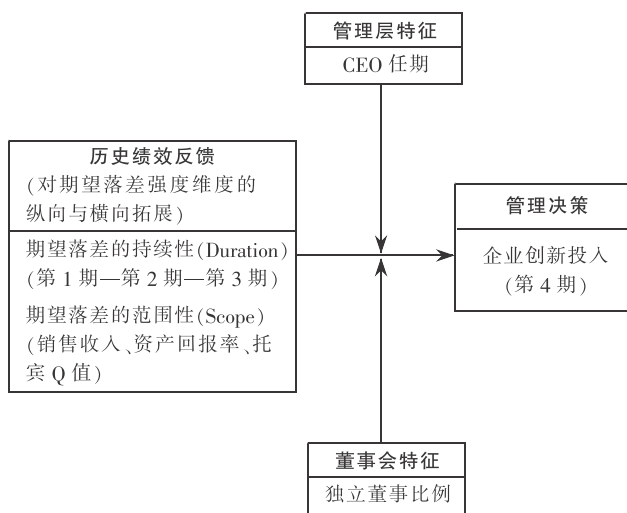 管理层特征
CEO 任期
历史绩效反馈
(对期望落差强度维度的
纵向与横向拓展)
期望落差的持续性(Duration)
(第 1 期—第 2 期—第 3 期)
期望落差的范围性(Scope)
(销售收入、资产回报率、托
宾 Q 值)
管理决策
企业创新投入
(第 4 期)
董事会特征
独立董事比例